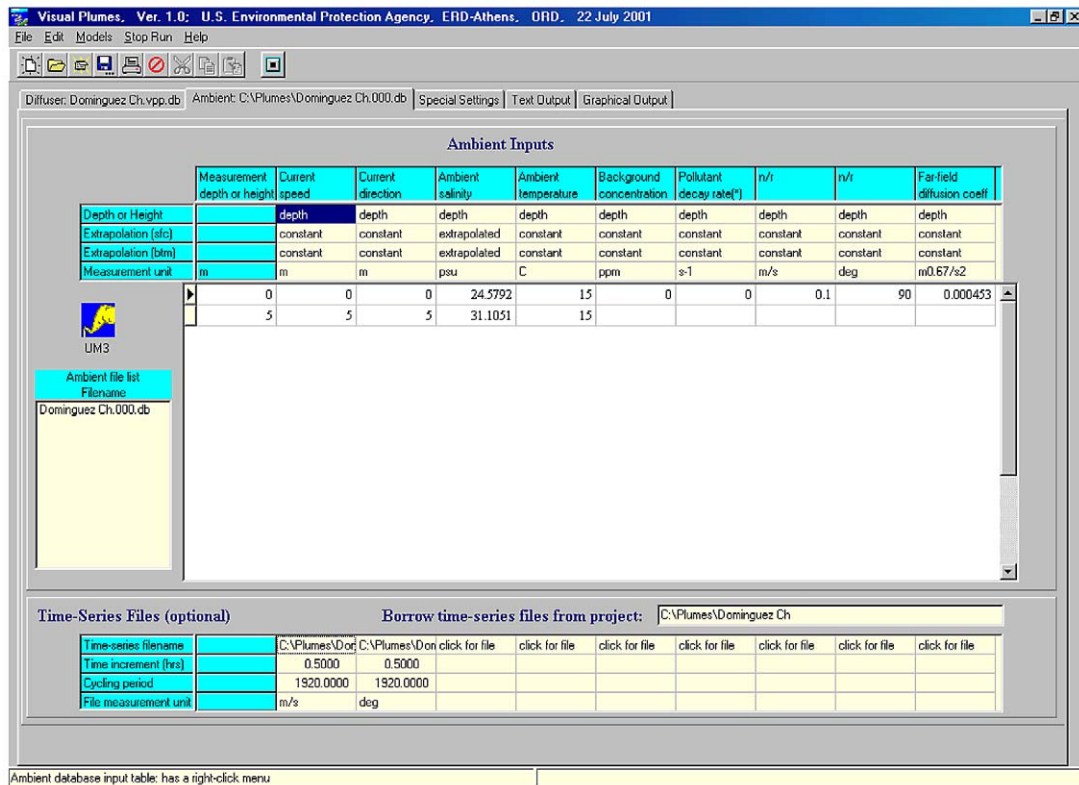 Visual Plumes, Ver. 1.0; U.S. Environmental Protection Agency, ERD-Athens, ORD, 22 July 2001
File Edit Models Stop Run Help
Diffuser: Dominguez Ch.vpp.db Ambient: C:\Plumes\Dominguez Ch.000.db Special Settings Text Output Graphical Output
Ambient Inputs
Measurement depth or height Current speed Current direction Ambient salinity Ambient temperature Background concentration Pollutant decay rate(*) n/r n/r Far-field diffusion coeff
Depth or Height depth depth depth depth depth depth depth depth depth
Extrapolation (sfc) constant constant extrapolated constant constant constant constant constant constant
Extrapolation (btm) constant constant extrapolated constant constant constant constant constant constant
Measurement unit m m m psu C ppm s-1 m/s deg m0.67/s2
0 0 0 24.5792 15 0 0 0.1 90 0.000453
5 5 5 31.1051 15
UM3
Ambient file list
Filename
Dominguez Ch.000.db
Time-Series Files (optional) Borrow time-series files from project: C:\Plumes\Dominguez Ch
Time-series filename C:\Plumes\Dor C:\Plumes\Don click for file click for file click for file click for file click for file click for file click for file
Time increment (hrs) 0.5000 0.5000
Cycling period 1920.0000 1920.0000
File measurement unit m/s deg
Ambient database input table: has a right-click menu